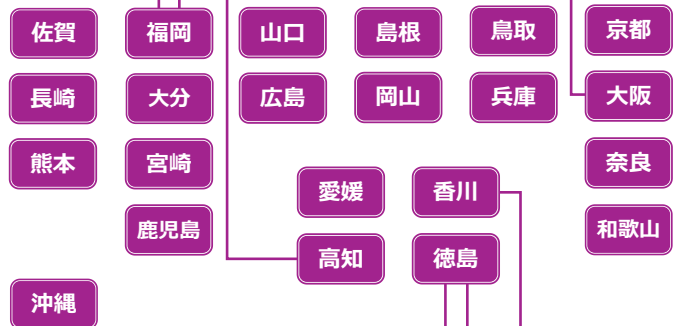 佐賀
福岡
山口
島根
鳥取
京都
長崎
大分
広島
岡山
兵庫
大阪
熊本
宮崎
愛媛
香川
奈良
鹿児島
高知
徳島
和歌山
沖縄